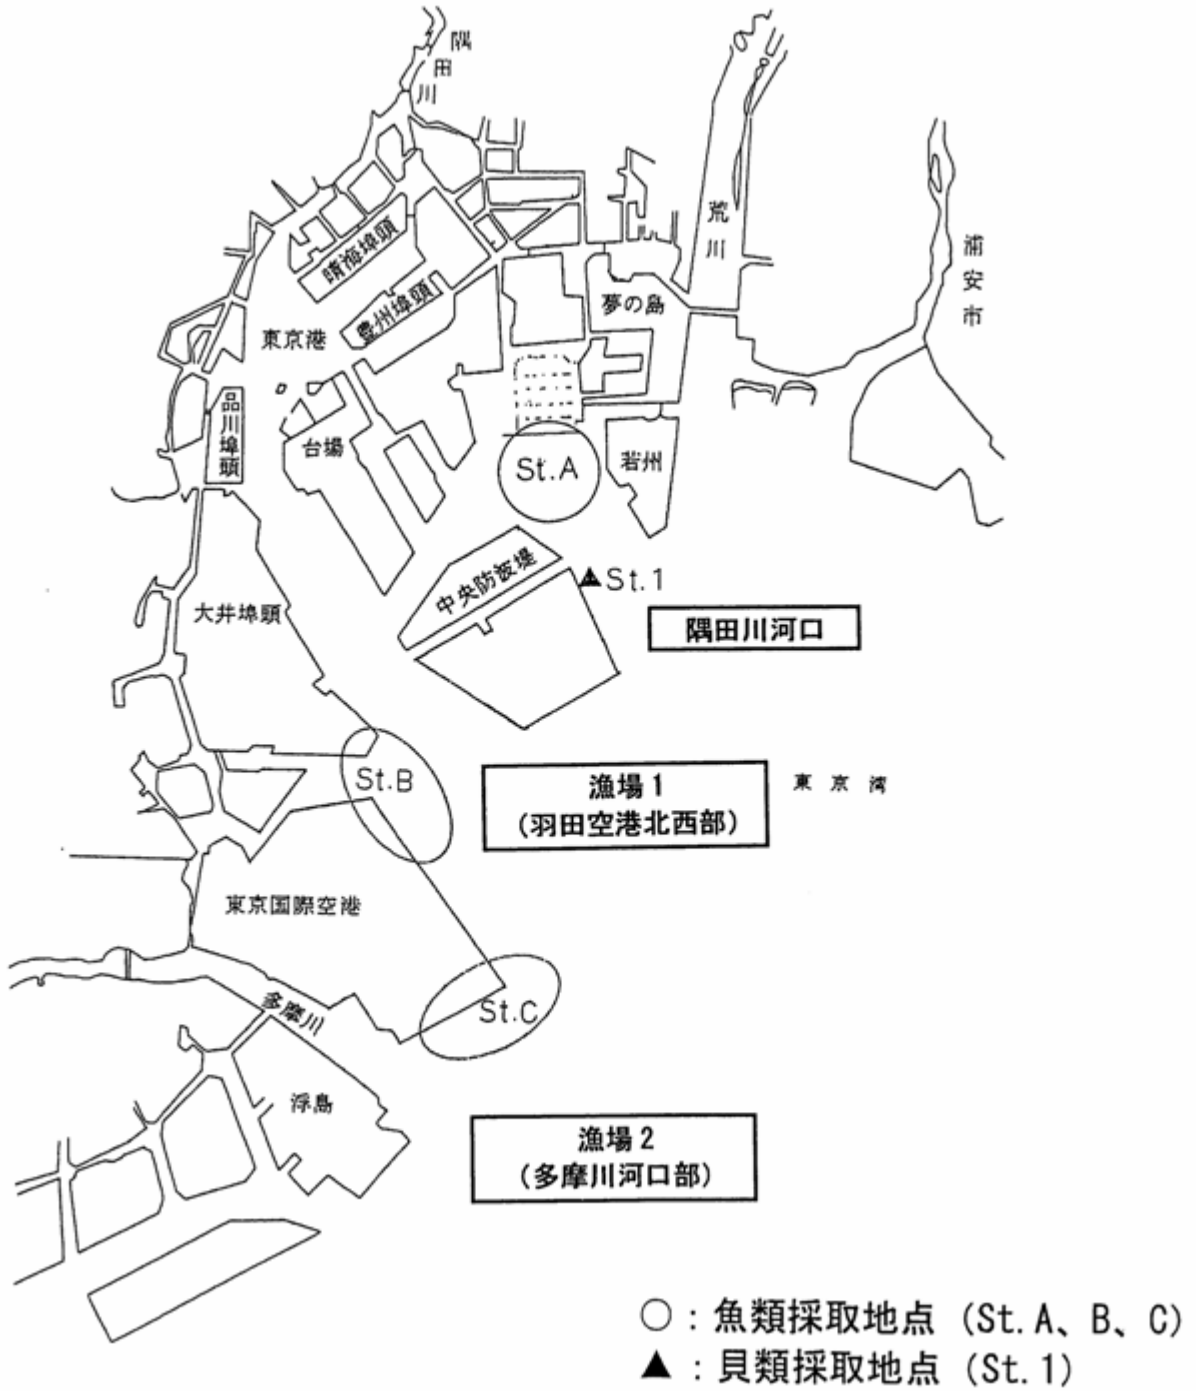 隅田川
荒川
浦安市
晴海埠頭
豊州埠頭
夢の島
東京港
品川埠頭
台場
St.A
若州
中央防波堤
St.1
大井埠頭
隅田川河口
St.B
漁場1
(羽田空港北西部)
東京湾
東京国際空港
St.C
多摩川
浮島
漁場2
(多摩川河口部)
○:魚類採取地点 (St.A、B、C)
▲:貝類採取地点 (St.1)